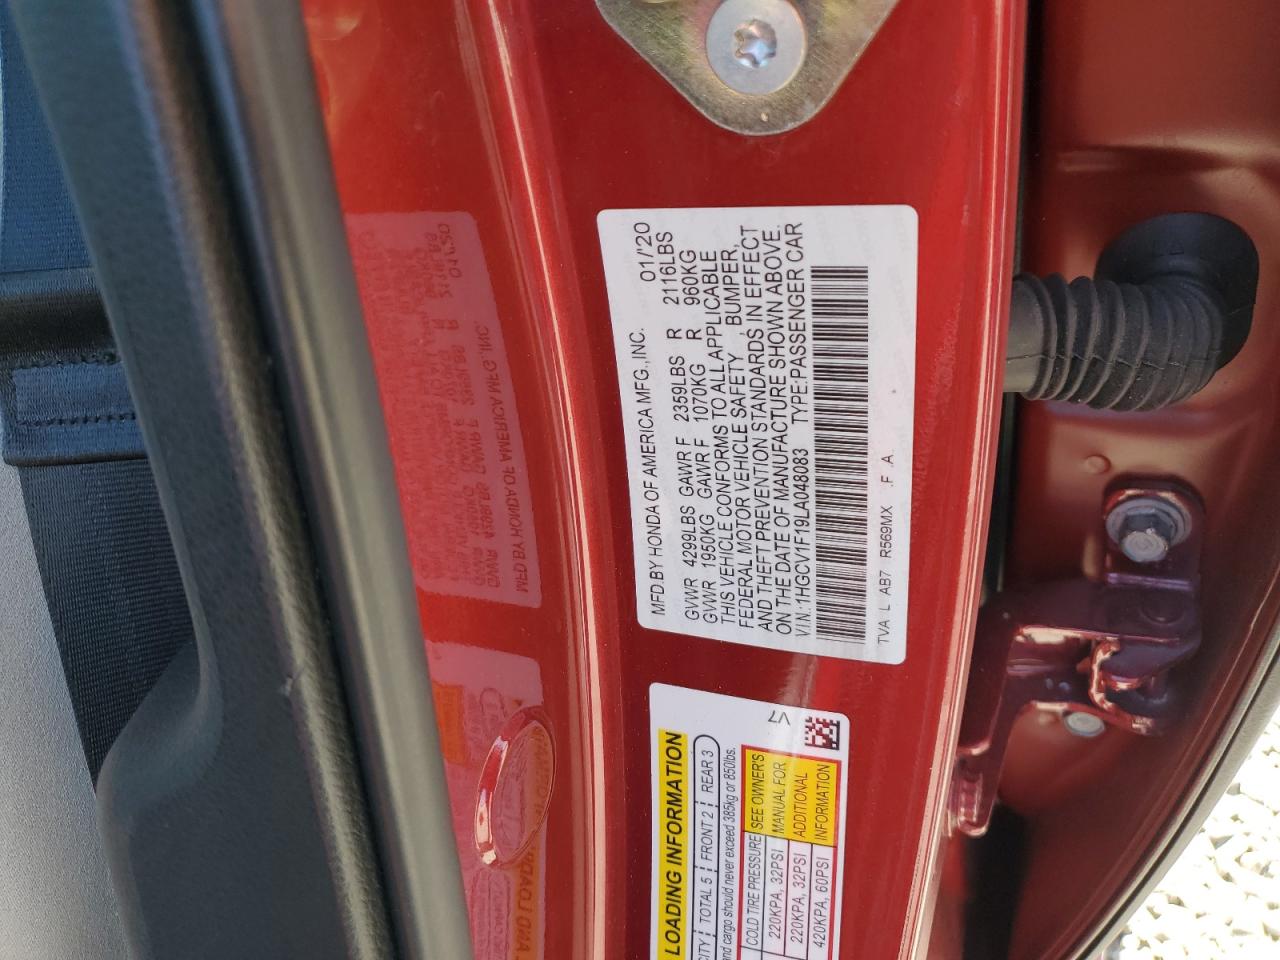 MFD.BY HONDA OF AMERICA MFG.,INC. 01/20
GVWR 4299LBS GAWR F 2359LBS R 2116LBS
GVWR 1950KG GAWR F 1070KG R 960KG
THIS VEHICLE CONFORMS TO ALL APPLICABLE
FEDERAL MOTOR VEHICLE SAFETY , BUMPER,
AND THEFT PREVENTION STANDARDS IN EFFECT
ON THE DATE OF MANUFACTURE SHOWN ABOVE.
VIN:1HGCV1F19LA048083 TYPE:PASSENGER CAR
TVA L AB7 R569MX .F .A
LOADING INFORMATION
TOTAL 5 FRONT 2 REAR 3
and cargo should never exceed 385kg or 850lbs.
COLD TIRE PRESSURE SEE OWNER'S
220KPA, 32PSI MANUAL FOR
220KPA, 32PSI ADDITIONAL
420KPA, 60PSI INFORMATION